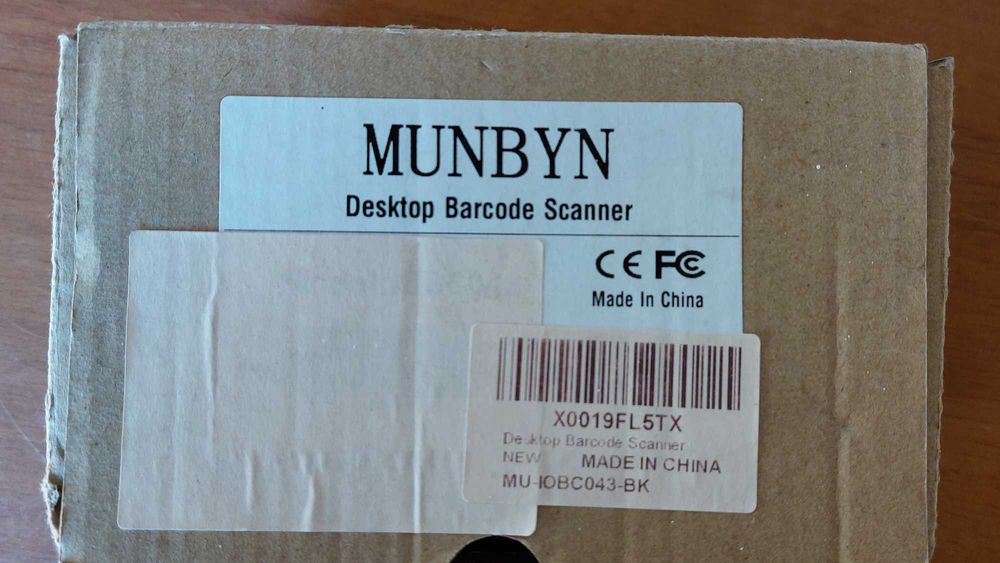 MUNBYN
Desktop Barcode Scanner
CE FC
Made In China
X0019FL5TX
Desktop Barcode Scanner
NEW MADE IN CHINA
MU-IOBC043-BK